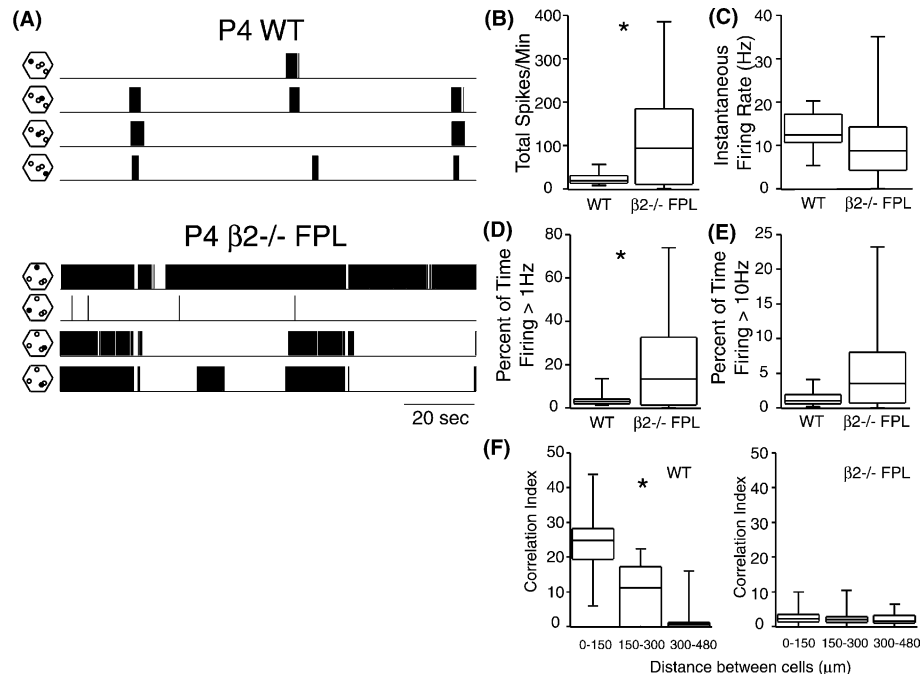 (A)
P4 WT
P4 β2-/- FPL
20 sec
(B)
Total Spikes/Min
400
300
200
100
0
*
WT
β2-/- FPL
(C)
Instantaneous
Firing Rate (Hz)
40
30
20
10
0
WT
β2-/- FPL
(D)
Percent of Time
Firing > 1Hz
80
60
40
20
0
*
WT
β2-/- FPL
(E)
Percent of Time
Firing > 10Hz
25
20
15
10
5
0
WT
β2-/- FPL
(F)
Correlation Index
50
40
30
20
10
0
*
WT
0-150
150-300
300-480
Correlation Index
50
40
30
20
10
0
β2-/- FPL
0-150
150-300
300-480
Distance between cells (μm)